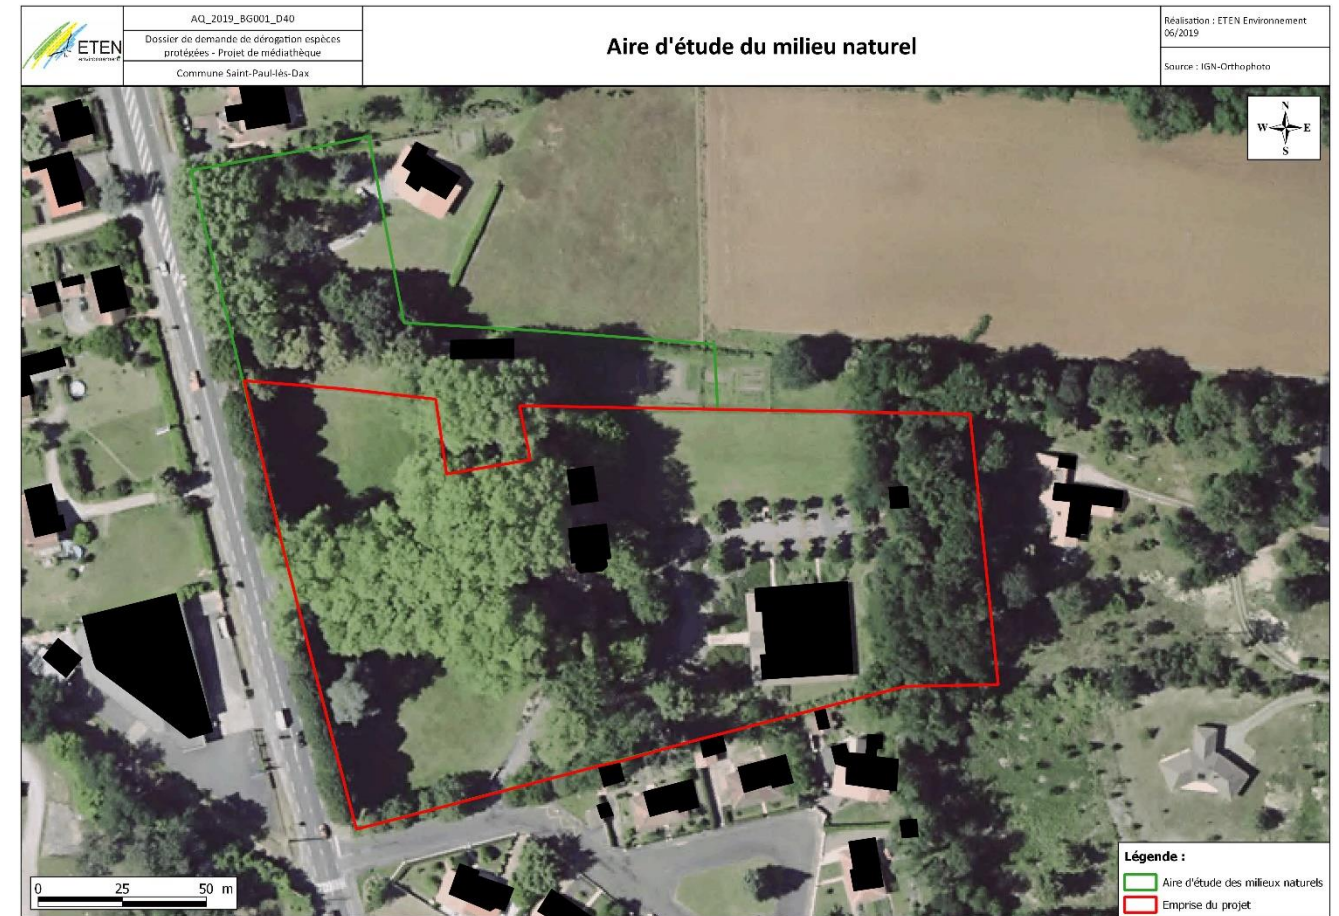 ETEN
environnement
AQ_2019_BG001_D40
Dossier de demande de dérogation espèces
protégées - Projet de médiathèque
Commune Saint-Paul-lès-Dax
Aire d'étude du milieu naturel
Réalisation : ETEN Environnement
06/2019
Source : IGN-Orthophoto
N
W E
S
0 25 50 m
Légende :
Aire d'étude des milieux naturels
Emprise du projet